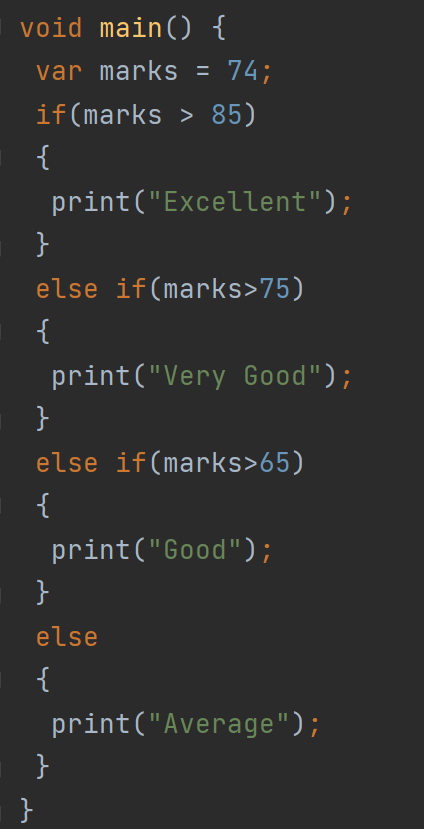 void main() {
var marks = 74;
if(marks > 85)
{
print("Excellent");
}
else if(marks>75)
{
print("Very Good");
}
else if(marks>65)
{
print("Good");
}
else
{
print("Average");
}
}